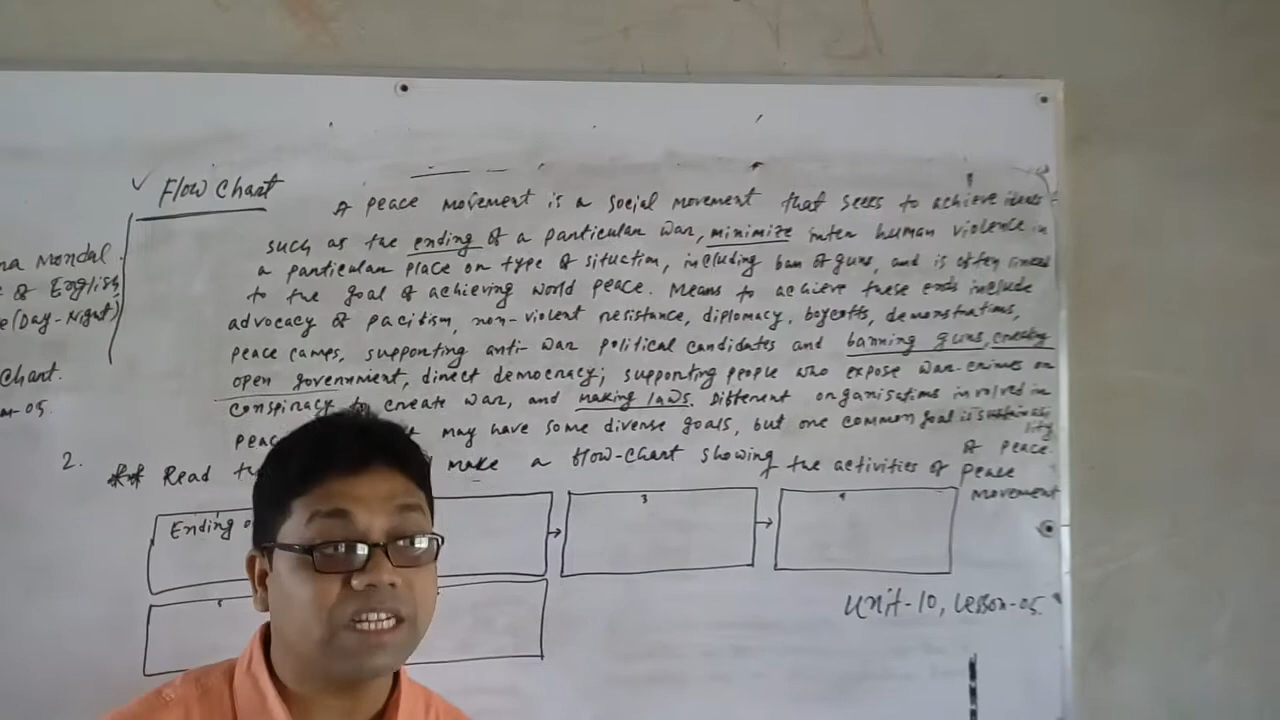 ✓ Flow Chart
A peace movement is a social movement that seeks to achieve ideals
such as the ending of a particular war, minimize inter human violence in
a particular place or type of situation, including ban of guns, and is often
to the goal of achieving world peace. Means to achieve these ends include
advocacy of pacifism, non-violent resistance, diplomacy, boycotts, demonstrations,
peace camps, supporting anti-war political candidates and banning guns, creating
open government, direct democracy; supporting people who expose war-crimes or
conspiracy to create war, and making laws. Different organisations involved in
peac may have some diverse goals, but one common goal is
lity
of peace.
na Mondal
of English
e (Day-Night)
Chart.
-05.
2.
** Read t make a flow-chart showing the activities of peace
movement
Ending o
3
4
5
Unit-10, Lesson-05